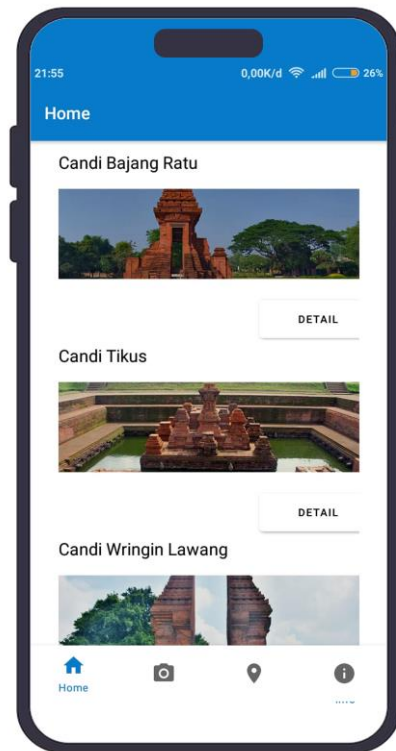 21:55 0,00K/d 26%
Home
Candi Bajang Ratu
DETAIL
Candi Tikus
DETAIL
Candi Wringin Lawang
Home